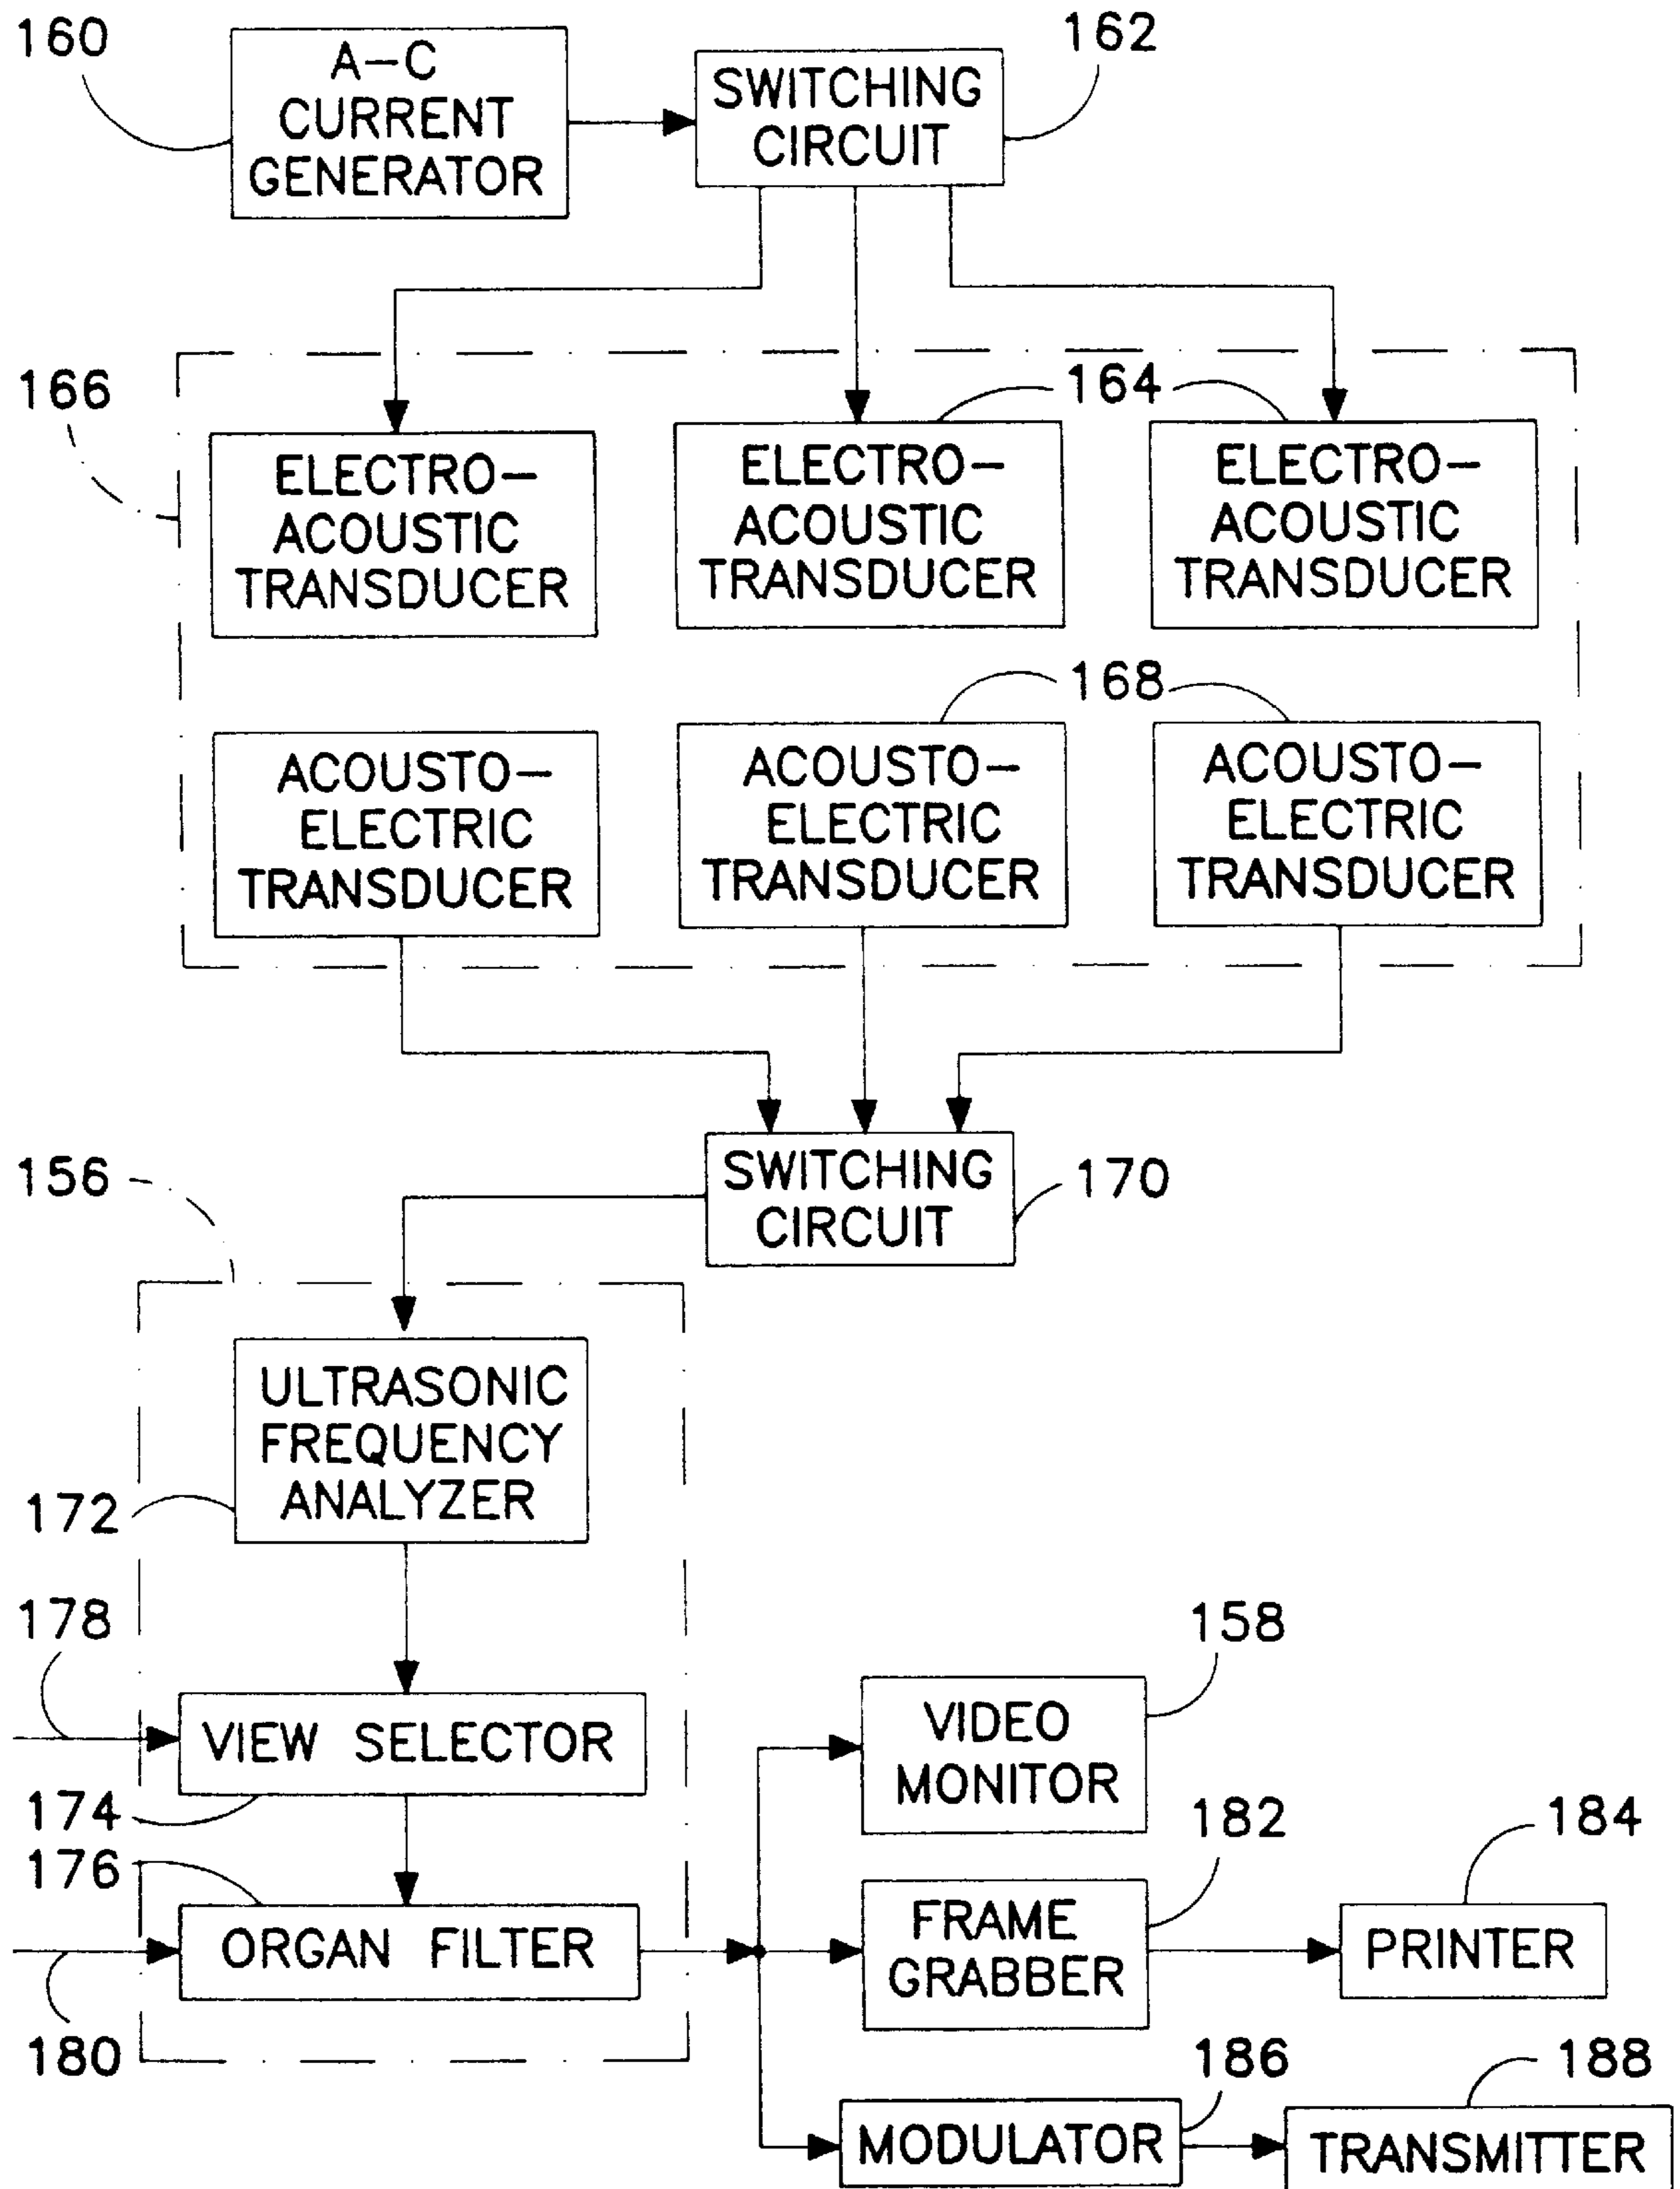 160
A-C
CURRENT
GENERATOR
SWITCHING
CIRCUIT
162
166
164
ELECTRO-
ACOUSTIC
TRANSDUCER
ELECTRO-
ACOUSTIC
TRANSDUCER
ELECTRO-
ACOUSTIC
TRANSDUCER
168
ACOUSTO-
ELECTRIC
TRANSDUCER
ACOUSTO-
ELECTRIC
TRANSDUCER
ACOUSTO-
ELECTRIC
TRANSDUCER
156
SWITCHING
CIRCUIT
170
ULTRASONIC
FREQUENCY
ANALYZER
172
178
VIEW SELECTOR
174
176
ORGAN FILTER
180
158
VIDEO
MONITOR
182
FRAME
GRABBER
184
PRINTER
186
MODULATOR
188
TRANSMITTER